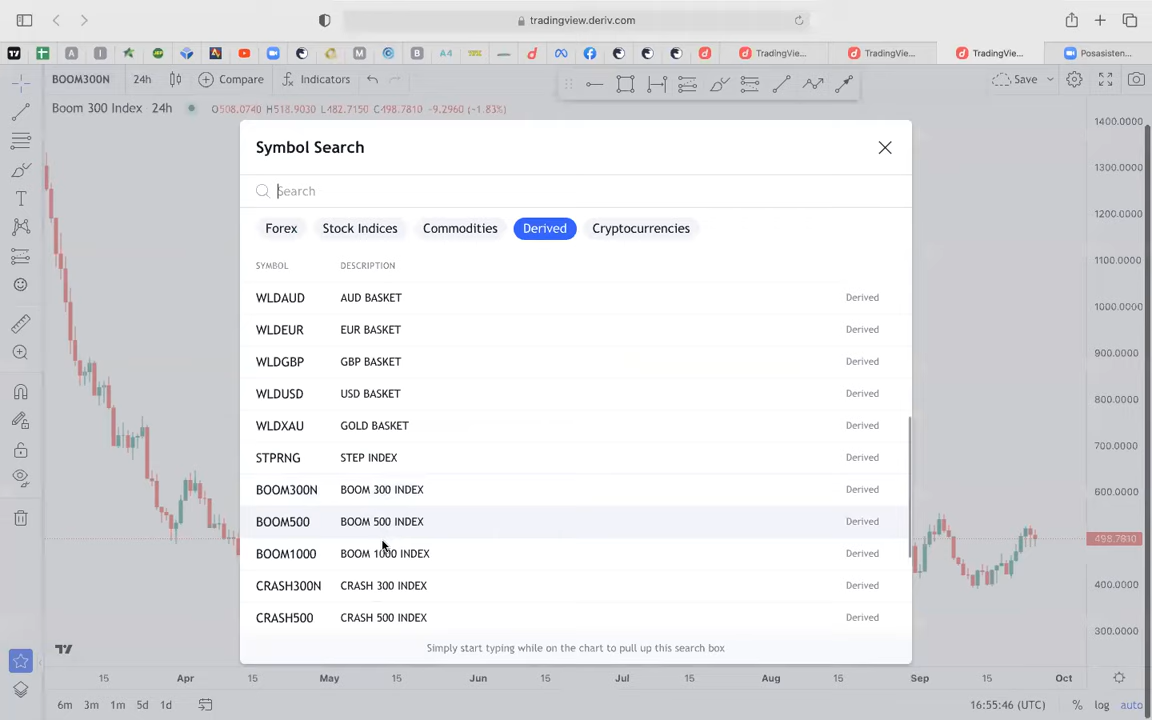 tradingview.deriv.com
TradingVie...
TradingVie...
TradingVie...
Posasisten...
BOOM300N
24h
Compare
Indicators
Save
Boom 300 Index 24h
O508.0740 H518.9030 L482.7150 C498.7810 -9.2960 (-1.83%)
Symbol Search
Search
Forex
Stock Indices
Commodities
Derived
Cryptocurrencies
SYMBOL DESCRIPTION
WLDAUD AUD BASKET Derived
WLDEUR EUR BASKET Derived
WLDGBP GBP BASKET Derived
WLDUSD USD BASKET Derived
WLDXAU GOLD BASKET Derived
STPRNG STEP INDEX Derived
BOOM300N BOOM 300 INDEX Derived
BOOM500 BOOM 500 INDEX Derived
BOOM1000 BOOM 1000 INDEX Derived
CRASH300N CRASH 300 INDEX Derived
CRASH500 CRASH 500 INDEX Derived
Simply start typing while on the chart to pull up this search box
1400.0000
1300.0000
1200.0000
1100.0000
1000.0000
900.0000
800.0000
700.0000
600.0000
498.7810
400.0000
300.0000
15 Apr 15 May 15 Jun 15 Jul 15 Aug 15 Sep 15 Oct
6m 3m 1m 5d 1d
16:55:46 (UTC) % log auto